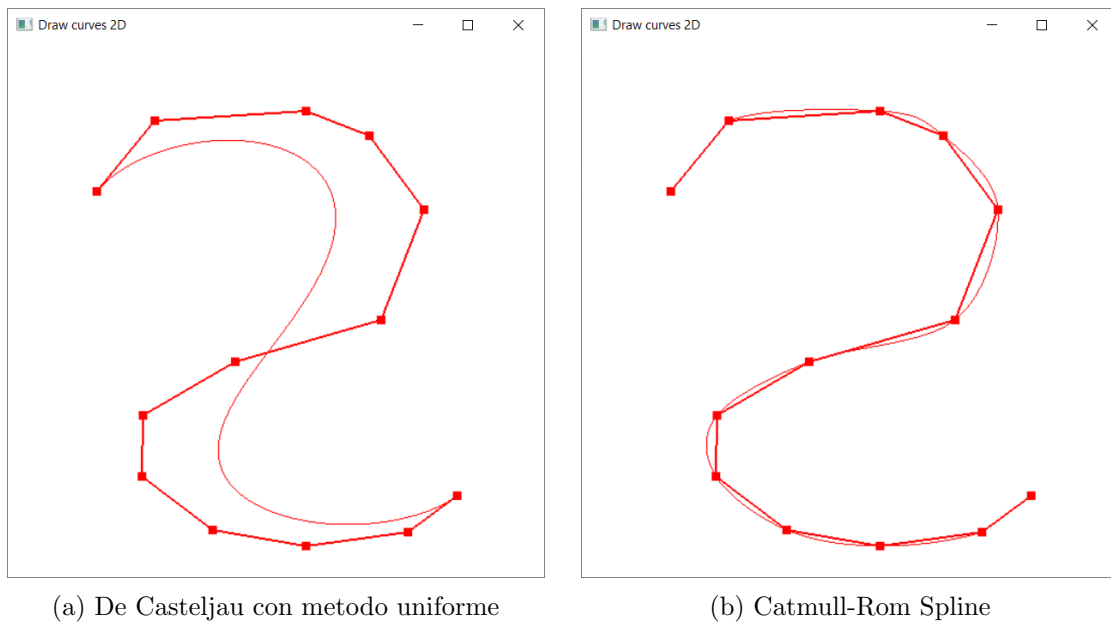 Draw curves 2D
Draw curves 2D
(a) De Casteljau con metodo uniforme
(b) Catmull-Rom Spline